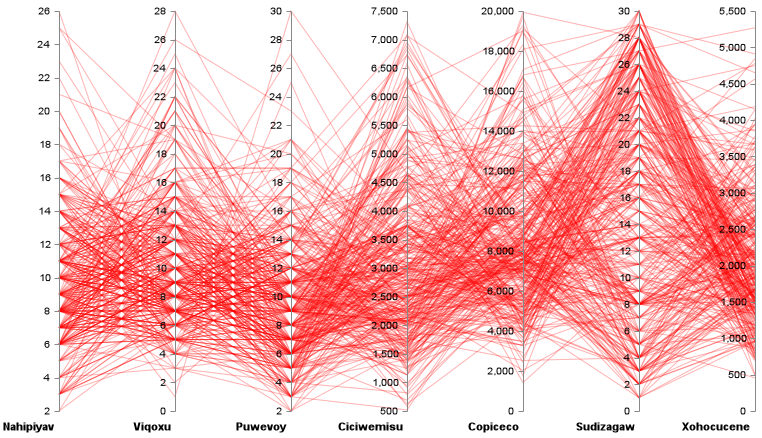 26 28 30 7,500 20,000 30 5,500
24 26 28 7,000 18,000 28 5,000
22 24 26 6,500 16,000 26 4,500
20 22 24 6,000 14,000 24 4,000
18 20 22 5,500 12,000 22 3,500
16 18 20 5,000 10,000 20 3,000
14 16 18 4,500 8,000 18 2,500
12 14 16 4,000 6,000 16 2,000
10 12 14 3,500 4,000 14 1,500
8 10 12 3,000 2,000 12 1,000
6 8 10 2,500 0 10 500
4 6 8 2,000 8 0
2 4 6 1,500 6
2 4 1,000 4
0 2 500 2
0
Nahipiyav Viqoxu Puwevoy Ciciwemisu Copiceco Sudizagaw Xohocucene